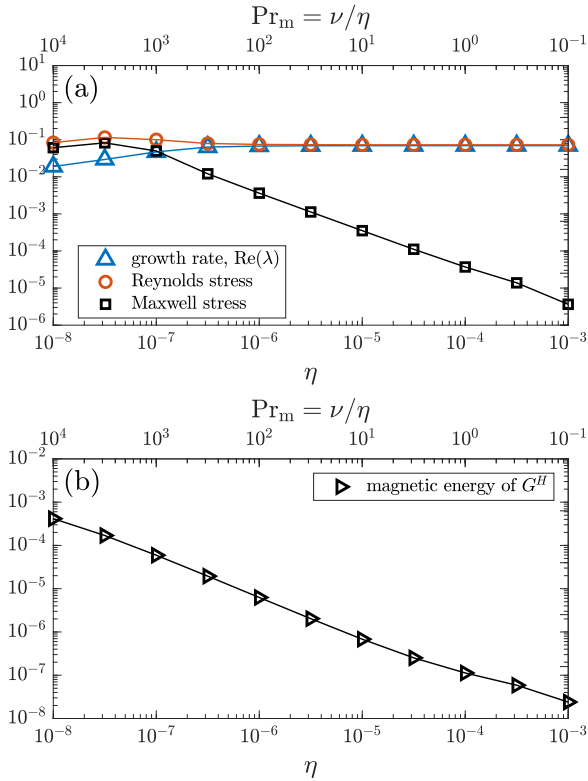 Pr_m = ν/η
10^4 10^3 10^2 10^1 10^0 10^-1
(a)
10^1
10^0
10^-1
10^-2
10^-3
10^-4
10^-5
10^-6
growth rate, Re(λ)
Reynolds stress
Maxwell stress
10^-8 10^-7 10^-6 10^-5 10^-4 10^-3
η
Pr_m = ν/η
10^4 10^3 10^2 10^1 10^0 10^-1
(b)
magnetic energy of G^H
10^-2
10^-3
10^-4
10^-5
10^-6
10^-7
10^-8
10^-8 10^-7 10^-6 10^-5 10^-4 10^-3
η